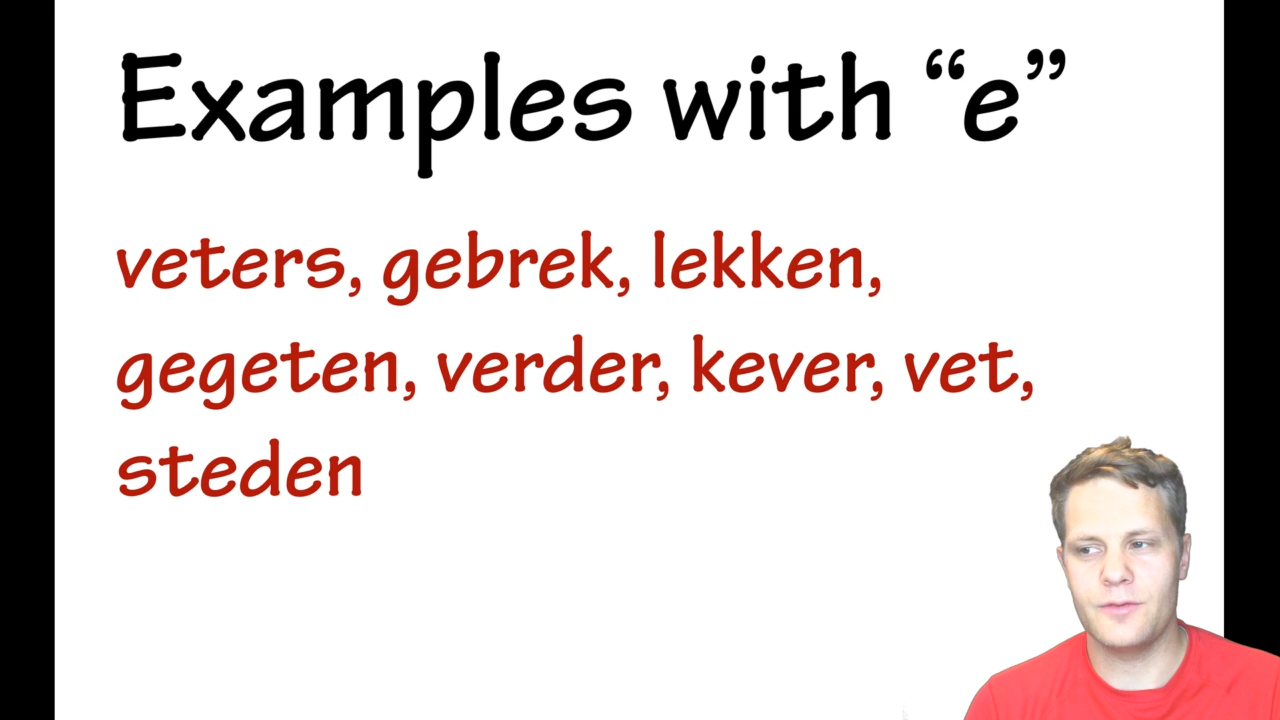 Examples with “e”
veters, gebrek, lekken,
gegeten, verder, kever, vet,
steden